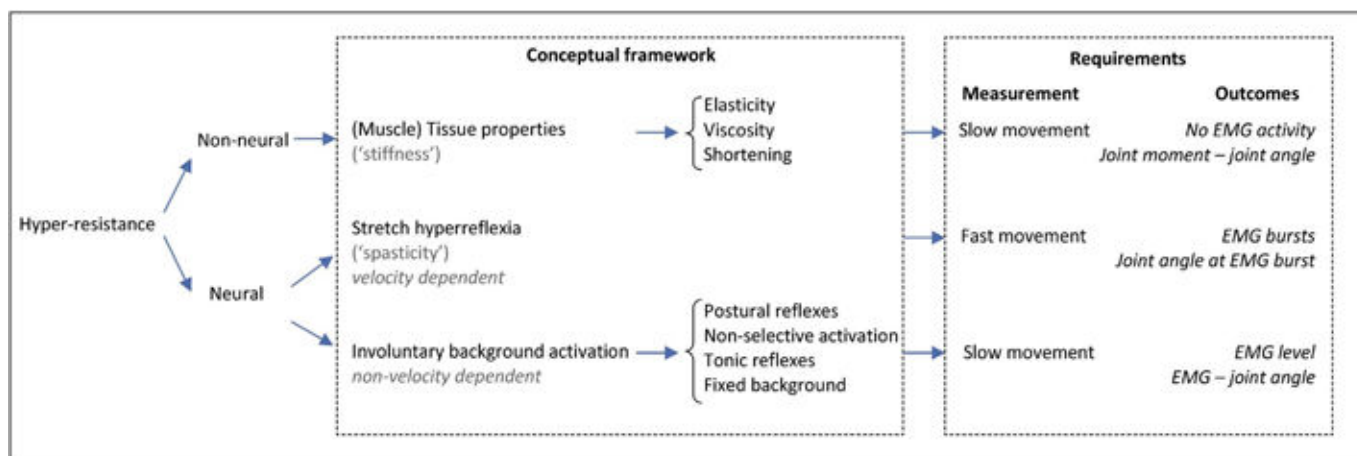 Conceptual framework
Requirements
Measurement
Outcomes
Hyper-resistance
Non-neural
Neural
(Muscle) Tissue properties
('stiffness')
Elasticity
Viscosity
Shortening
Slow movement
No EMG activity
Joint moment – joint angle
Stretch hyperreflexia
('spasticity')
velocity dependent
Fast movement
EMG bursts
Joint angle at EMG burst
Involuntary background activation
non-velocity dependent
Postural reflexes
Non-selective activation
Tonic reflexes
Fixed background
Slow movement
EMG level
EMG – joint angle